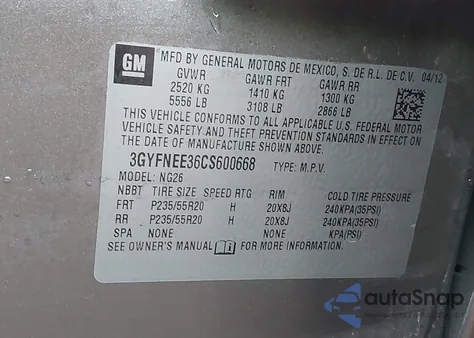 GM
MFD BY GENERAL MOTORS DE MEXICO, S. DE R.L. DE C.V. 04/12
GVWR GAWR FRT GAWR RR
2520 KG 1410 KG 1300 KG
5556 LB 3108 LB 2866 LB
THIS VEHICLE CONFORMS TO ALL APPLICABLE U.S. FEDERAL MOTOR
VEHICLE SAFETY AND THEFT PREVENTION STANDARDS IN EFFECT ON
THE DATE OF MANUFACTURE SHOWN ABOVE.
3GYFNEE36CS600668 TYPE: M.P.V.
MODEL: NG26
NBBT TIRE SIZE SPEED RTG RIM COLD TIRE PRESSURE
FRT P235/55R20 H 20X8J 240KPA(35PSI)
RR P235/55R20 H 20X8J 240KPA(35PSI)
SPA NONE NONE KPA(PSI)
SEE OWNER'S MANUAL FOR MORE INFORMATION.
autoSnap